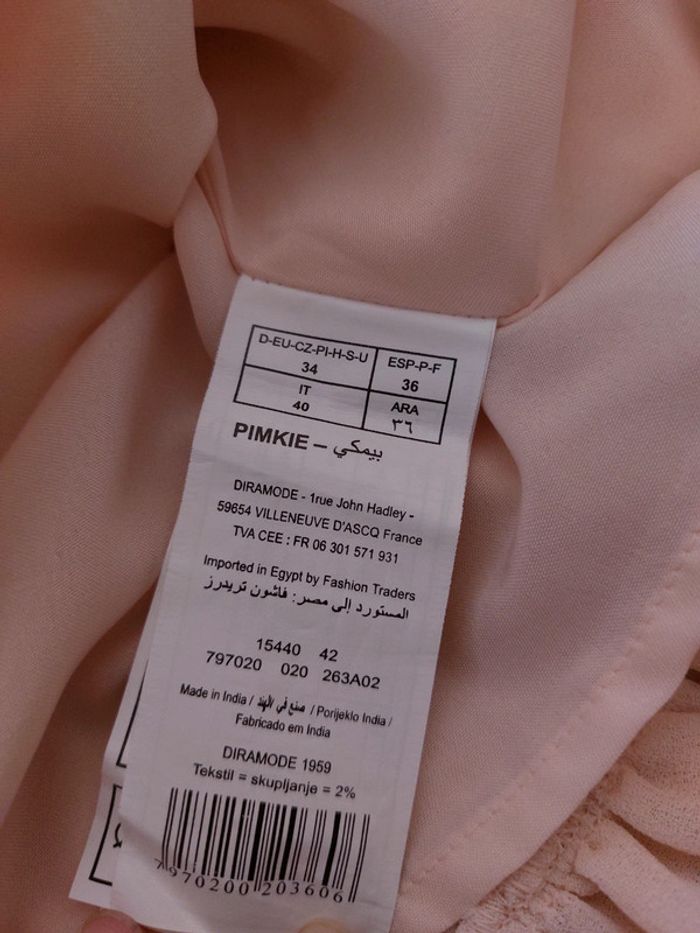 D-EU-CZ-PI-H-S-U
34
ESP-P-F
36
IT
40
ARA
٣٦
PIMKIE – بيمكي
DIRAMODE - 1rue John Hadley -
59654 VILLENEUVE D'ASCQ France
TVA CEE : FR 06 301 571 931
Imported in Egypt by Fashion Traders
المستورد إلى مصر: فاشون تريدرز
15440 42
797020 020 263A02
Made in India / صنع في الهند / Porijeklo India /
Fabricado em India
DIRAMODE 1959
Tekstil = skupljanje = 2%
7970200203606